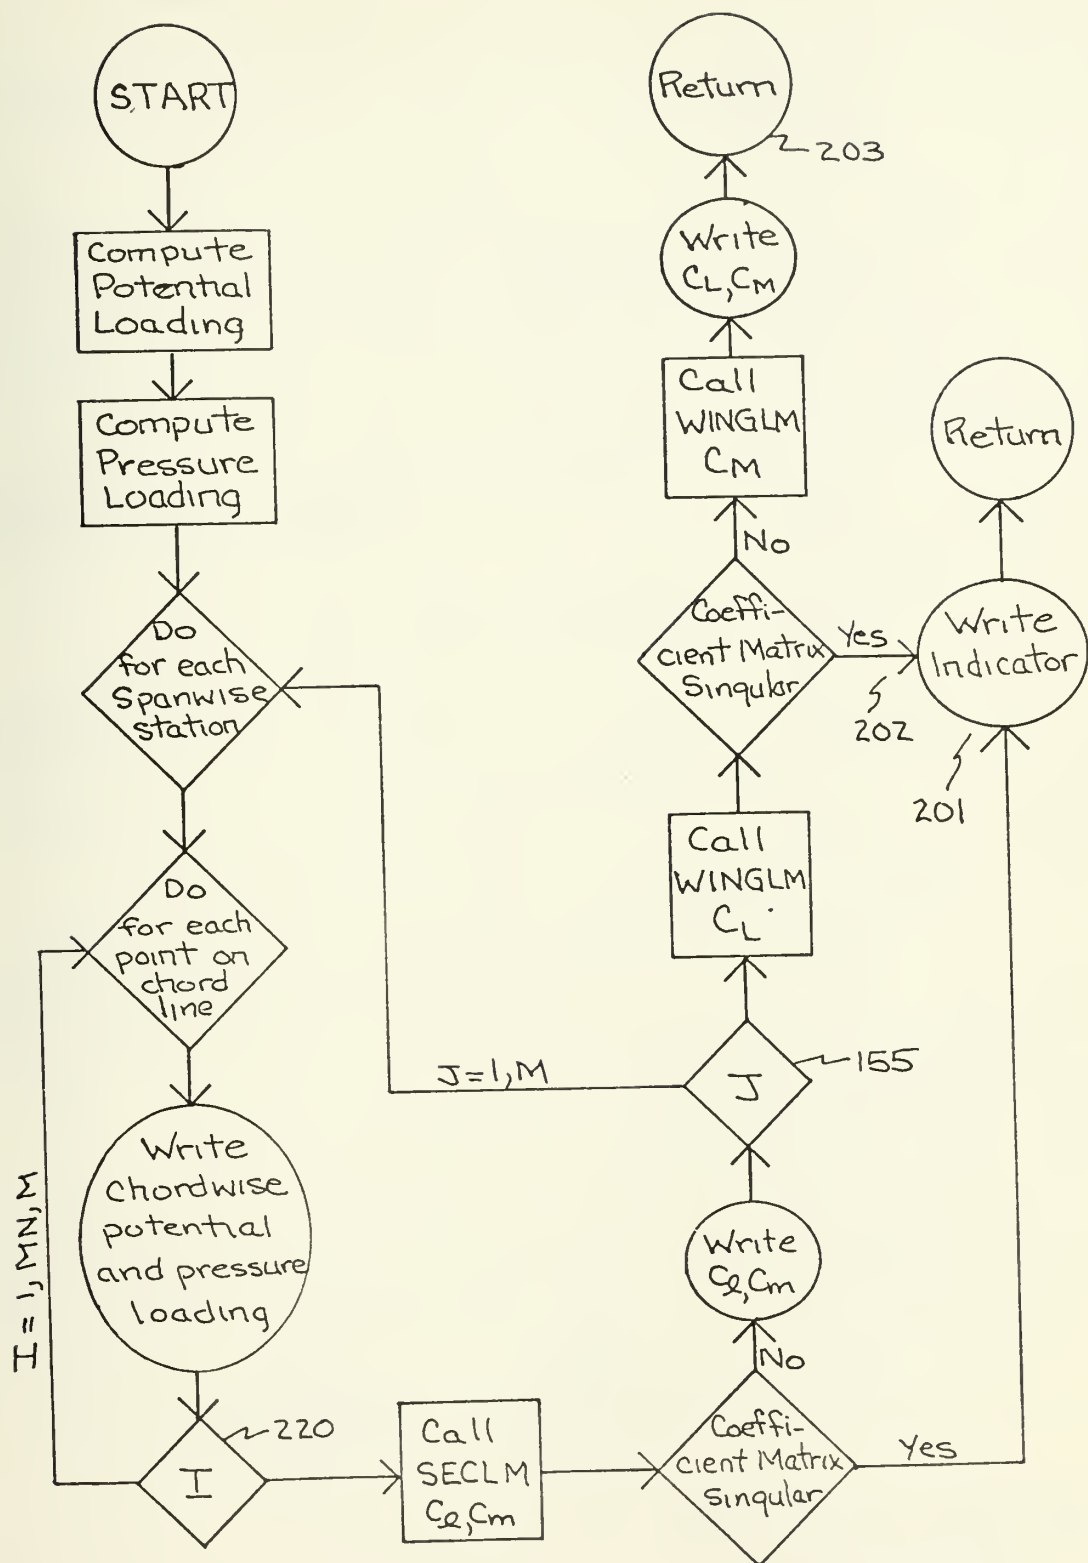 START
Compute
Potential
Loading
Compute
Pressure
Loading
Do
for each
Spanwise
station
Do
for each
point on
chord
line
Write
chordwise
potential
and pressure
loading
I = 1, MN, M
I
220
Call
SECLM
Cℓ, Cm
Coeffi-
cient Matrix
Singular
Yes
No
Write
Cℓ, Cm
J
155
J = 1, M
Call
WINGLM
CL
Coeffi-
cient Matrix
Singular
Yes
202
No
Call
WINGLM
CM
Write
CL, CM
Return
203
Write
Indicator
201
Return